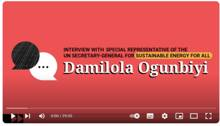 INTERVIEW WITH SPECIAL REPRESENTATIVE OF THE
UN SECRETARY-GENERAL FOR SUSTAINABLE ENERGY FOR ALL
Damilola Ogunbiyi